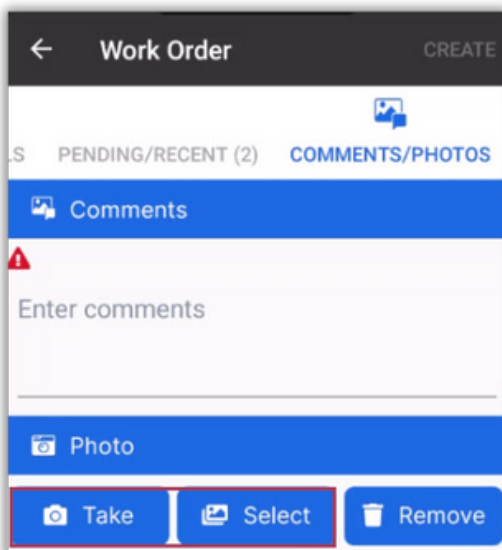 Work Order CREATE
LS PENDING/RECENT (2) COMMENTS/PHOTOS
Comments
Enter comments
Photo
Take Select Remove